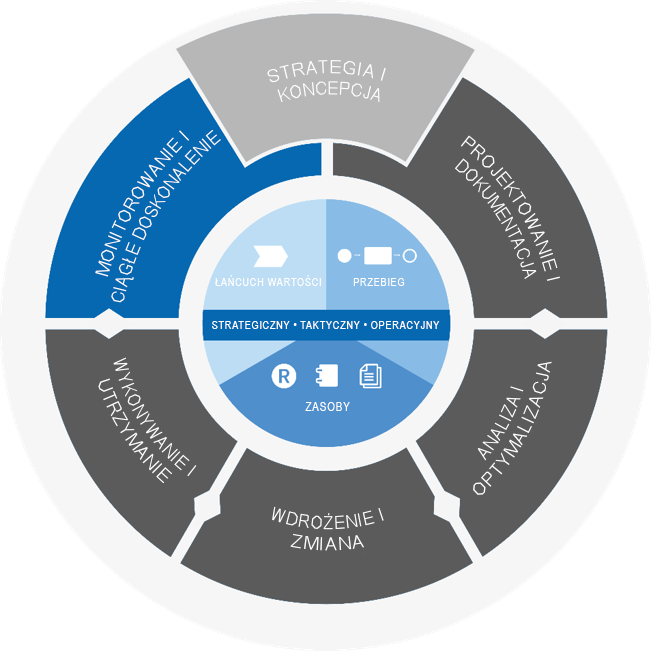 STRATEGIA I
KONCEPCJA
PROJEKTOWANIE I
DOKUMENTACJA
ANALIZA I
OPTYMALIZACJA
WDROŻENIE I
ZMIANA
WYKONYWANIE I
UTRZYMANIE
MONITOROWANIE I
CIĄGŁE DOSKONALENIE
ŁAŃCUCH WARTOŚCI
PRZEBIEG
STRATEGICZNY • TAKTYCZNY • OPERACYJNY
R
ZASOBY